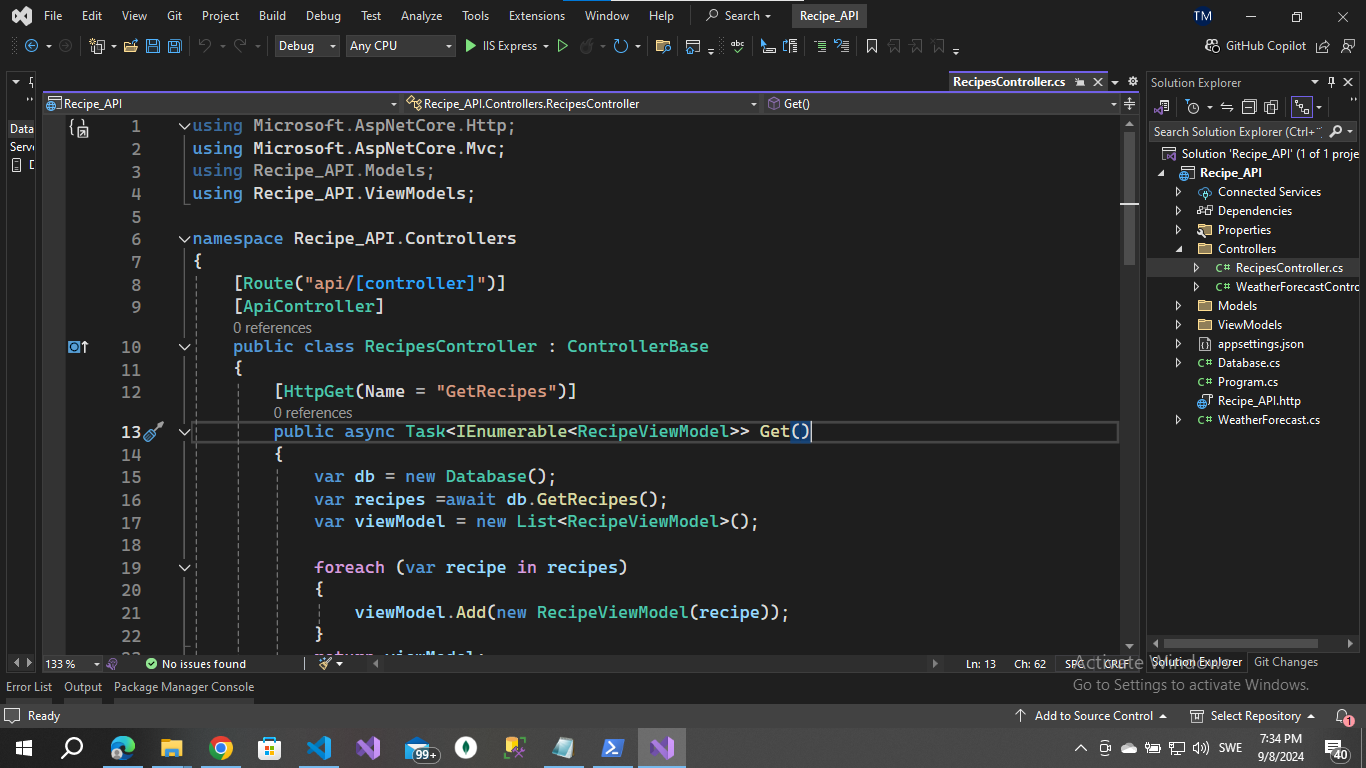 File Edit View Git Project Build Debug Test Analyze Tools Extensions Window Help Search Recipe_API TM
Debug Any CPU IIS Express GitHub Copilot
RecipesController.cs
Recipe_API Recipe_API.Controllers.RecipesController Get()
1 using Microsoft.AspNetCore.Http;
2 using Microsoft.AspNetCore.Mvc;
3 using Recipe_API.Models;
4 using Recipe_API.ViewModels;
5
6 namespace Recipe_API.Controllers
7 {
8 [Route("api/[controller]")]
9 [ApiController]
0 references
10 public class RecipesController : ControllerBase
11 {
12 [HttpGet(Name = "GetRecipes")]
0 references
13 public async Task<IEnumerable<RecipeViewModel>> Get()
14 {
15 var db = new Database();
16 var recipes =await db.GetRecipes();
17 var viewModel = new List<RecipeViewModel>();
18
19 foreach (var recipe in recipes)
20 {
21 viewModel.Add(new RecipeViewModel(recipe));
22 }
return viewModel;
Data
Serv
D
133 % No issues found Ln: 13 Ch: 62 SPC CRLF
Solution Explorer
Search Solution Explorer (Ctrl+
Solution 'Recipe_API' (1 of 1 proje
Recipe_API
Connected Services
Dependencies
Properties
Controllers
C# RecipesController.cs
C# WeatherForecastContro
Models
ViewModels
appsettings.json
C# Database.cs
C# Program.cs
Recipe_API.http
C# WeatherForecast.cs
Solution Explorer Git Changes
Activate Windows
Go to Settings to activate Windows.
Error List Output Package Manager Console
Ready Add to Source Control Select Repository 1
99+ SWE 7:34 PM
9/8/2024 40